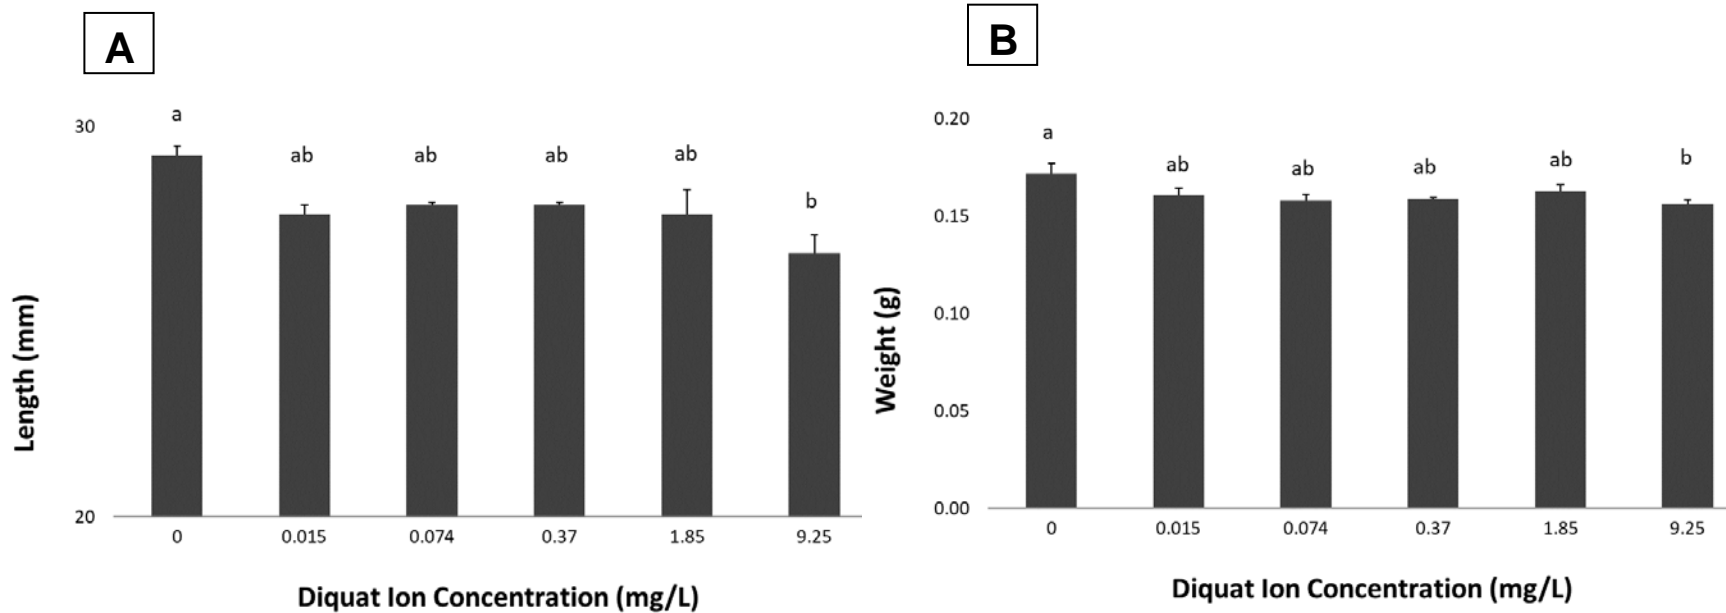 A
a
30
ab
ab
ab
ab
b
Length (mm)
20
0 0.015 0.074 0.37 1.85 9.25
Diquat Ion Concentration (mg/L)
B
0.20
a
ab
ab
ab
ab
b
0.15
Weight (g)
0.10
0.05
0.00
0 0.015 0.074 0.37 1.85 9.25
Diquat Ion Concentration (mg/L)